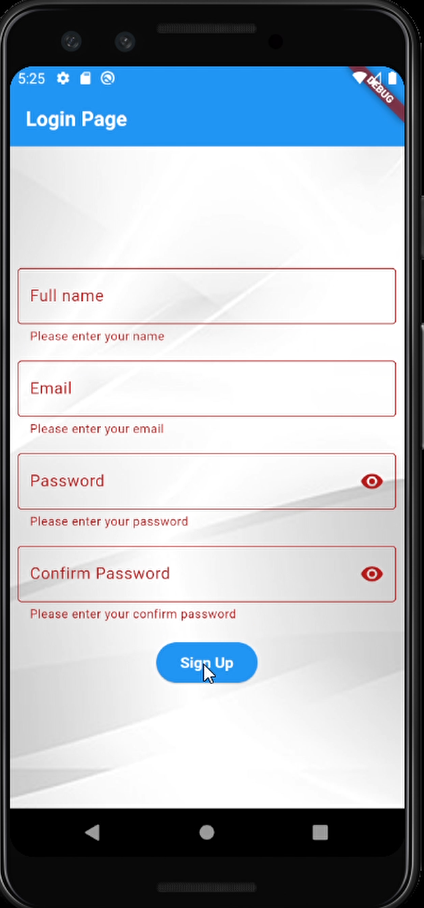 5:25
DEBUG
Login Page
Full name
Please enter your name
Email
Please enter your email
Password
Please enter your password
Confirm Password
Please enter your confirm password
Sign Up